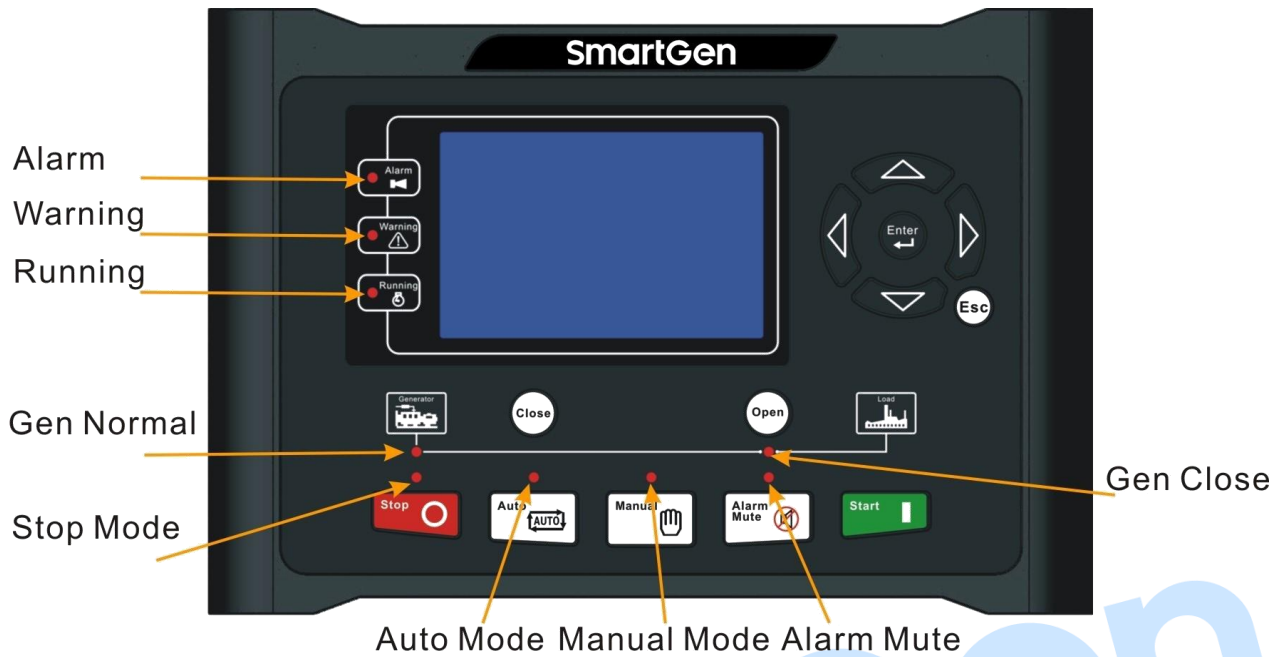 SmartGen
Alarm
Alarm
Warning
Warning
Running
Running
Enter
Esc
Generator
Close
Open
Load
Gen Normal
Gen Close
Stop Mode
Stop
Auto
AUTO
Manual
Alarm
Mute
Start
Auto Mode Manual Mode Alarm Mute